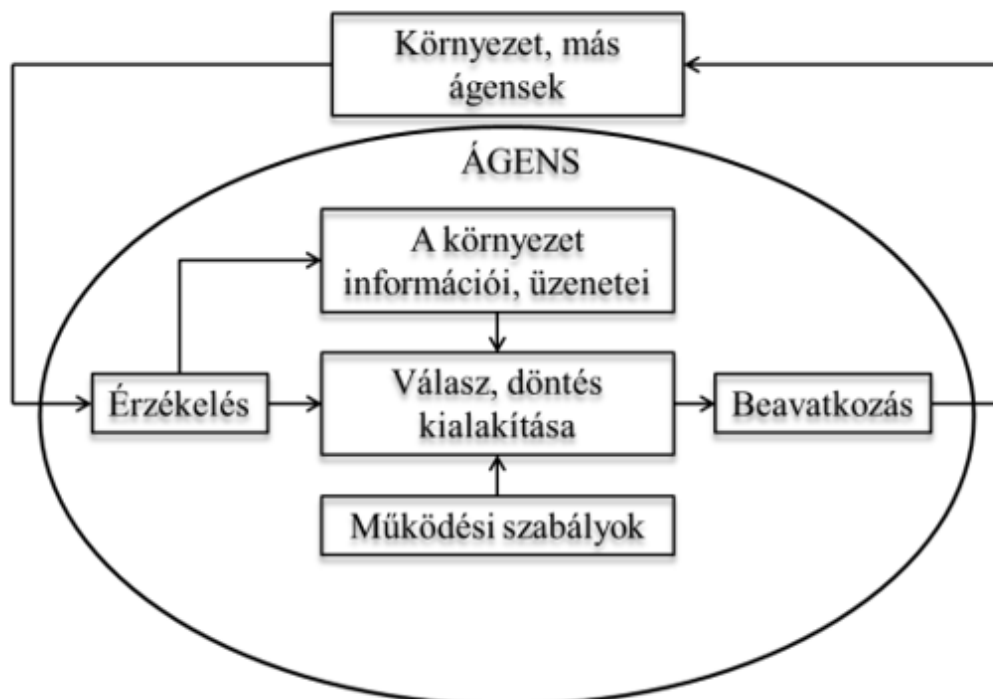 Környezet, más
ágensek
ÁGENS
A környezet
információi, üzenetei
Érzékelés
Válasz, döntés
kialakítása
Beavatkozás
Működési szabályok